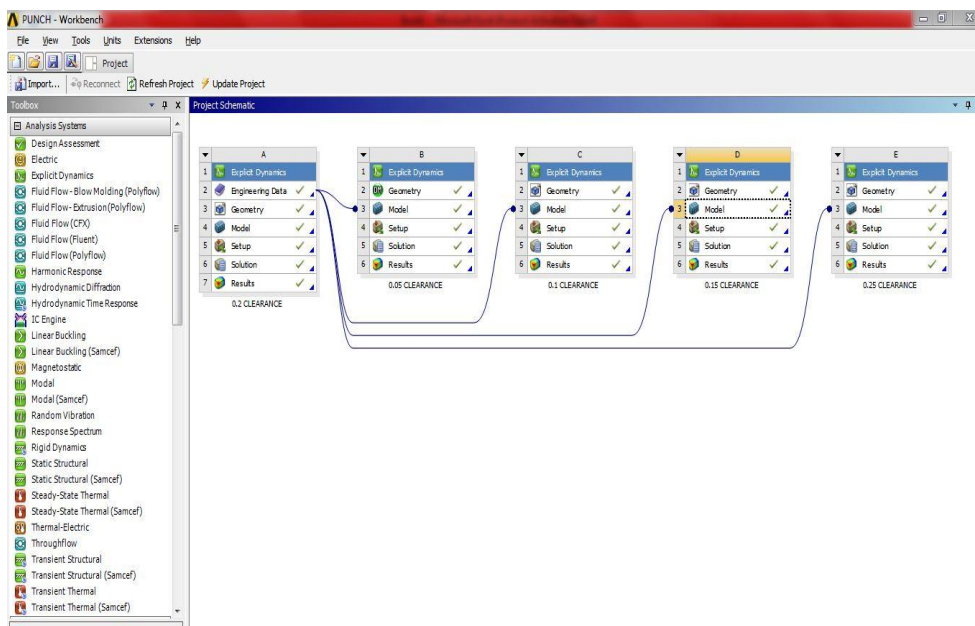 PUNCH - Workbench
File View Tools Units Extensions Help
Project
Import... Reconnect Refresh Project Update Project
Toolbox
Project Schematic
Analysis Systems
Design Assessment
Electric
Explicit Dynamics
Fluid Flow - Blow Molding (Polyflow)
Fluid Flow - Extrusion (Polyflow)
Fluid Flow (CFX)
Fluid Flow (Fluent)
Fluid Flow (Polyflow)
Harmonic Response
Hydrodynamic Diffraction
Hydrodynamic Time Response
IC Engine
Linear Buckling
Linear Buckling (Samcef)
Magnetostatic
Modal
Modal (Samcef)
Random Vibration
Response Spectrum
Rigid Dynamics
Static Structural
Static Structural (Samcef)
Steady-State Thermal
Steady-State Thermal (Samcef)
Thermal-Electric
Throughflow
Transient Structural
Transient Structural (Samcef)
Transient Thermal
Transient Thermal (Samcef)
A
1 Explicit Dynamics
2 Engineering Data
3 Geometry
4 Model
5 Setup
6 Solution
7 Results
0.2 CLEARANCE
B
1 Explicit Dynamics
2 Geometry
3 Model
4 Setup
5 Solution
6 Results
0.05 CLEARANCE
C
1 Explicit Dynamics
2 Geometry
3 Model
4 Setup
5 Solution
6 Results
0.1 CLEARANCE
D
1 Explicit Dynamics
2 Geometry
3 Model
4 Setup
5 Solution
6 Results
0.15 CLEARANCE
E
1 Explicit Dynamics
2 Geometry
3 Model
4 Setup
5 Solution
6 Results
0.25 CLEARANCE